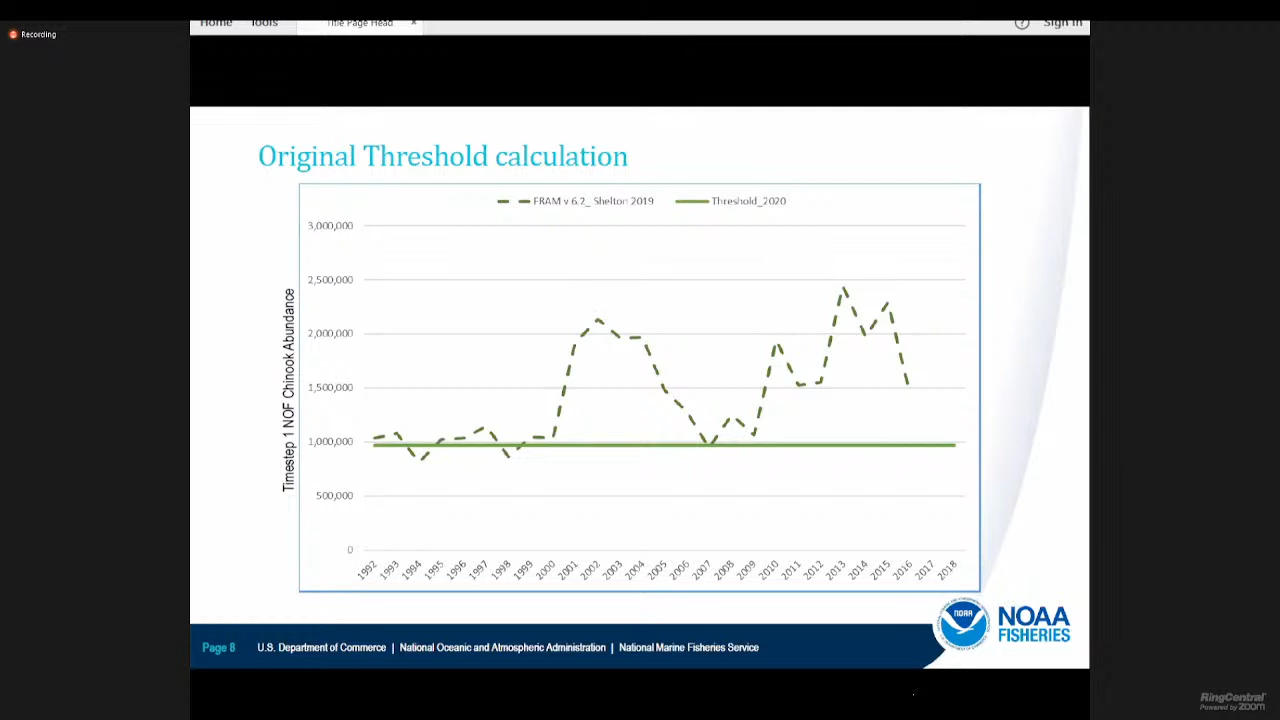 Home Tools Title Page Head × ? Sign In
Recording
Original Threshold calculation
FRAM v 6.2_ Shelton 2019 Threshold_2020
Timestep 1 NOF Chinook Abundance
3,000,000
2,500,000
2,000,000
1,500,000
1,000,000
500,000
0
1992 1993 1994 1995 1996 1997 1998 1999 2000 2001 2002 2003 2004 2005 2006 2007 2008 2009 2010 2011 2012 2013 2014 2015 2016 2017 2018
NOAA
NOAA
FISHERIES
Page 8 U.S. Department of Commerce | National Oceanic and Atmospheric Administration | National Marine Fisheries Service
RingCentral
Powered by zoom